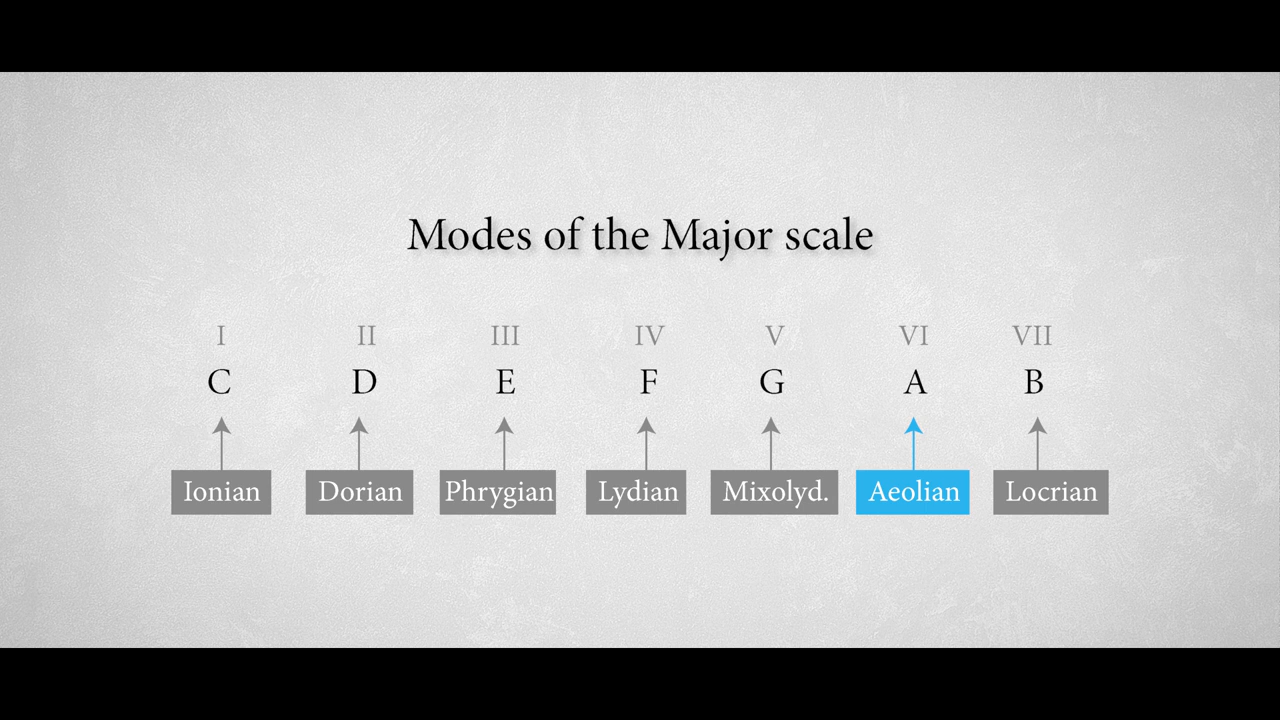 Modes of the Major scale
I II III IV V VI VII
C D E F G A B
Ionian Dorian Phrygian Lydian Mixolyd. Aeolian Locrian